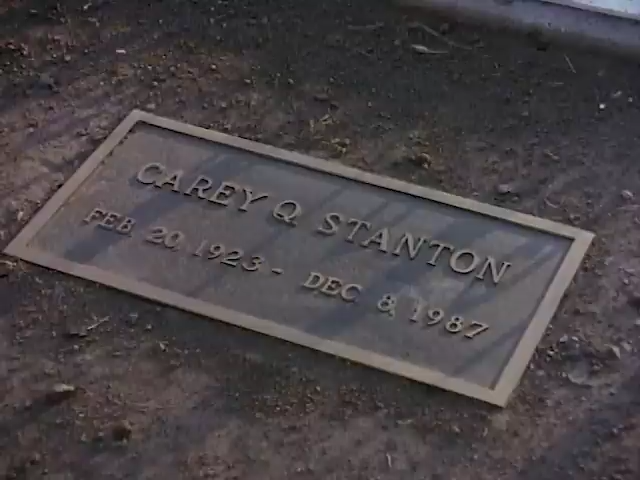 CAREY Q. STANTON
FEB. 20, 1923 - DEC. 8, 1987